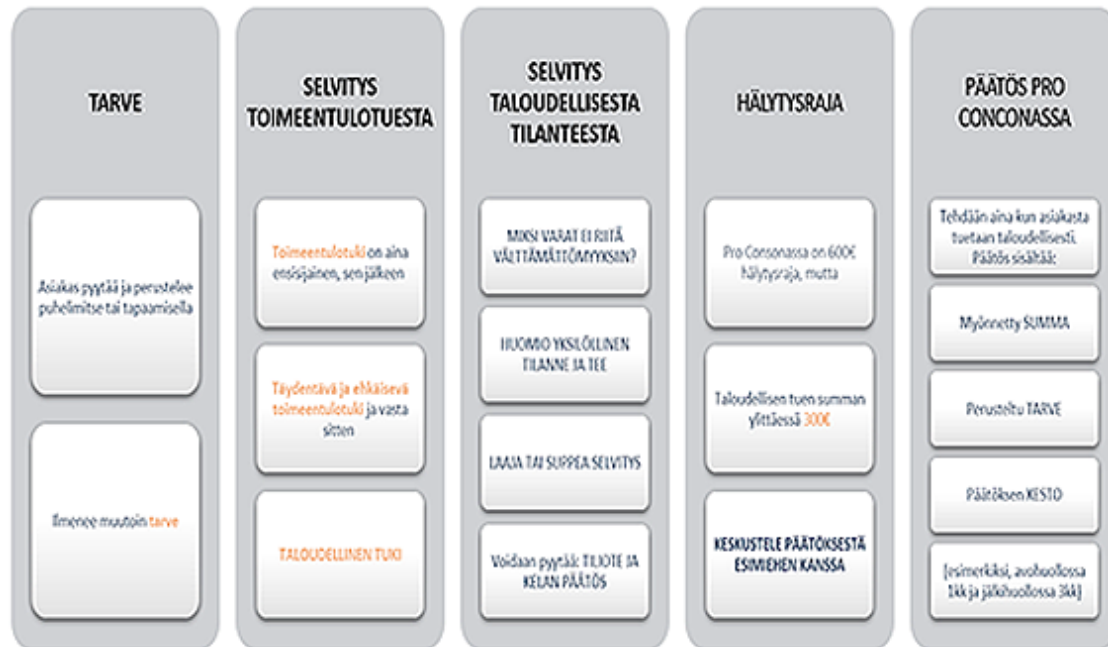 TARVE
Asiakas pyytää ja perustelee
puhelimitse tai tapaamisella
Ilmenee muutoin tarve
SELVITYS
TOIMEENTULOTUESTA
Toimeentulotuki on aina
ensisijainen, sen jälkeen
Täydentävä ja ehkäisevä
toimeentulotuki ja vasta
sitten
TALOUDELLINEN TUKI
SELVITYS
TALOUDELLISESTA
TILANTEESTA
MIKSI VARAT EI RIITÄ
VÄLTTÄMÄTTÖMYYKSIIN?
HUOMIO YKSILÖLLINEN
TILANNE JA TEE
LAAJA TAI SUPPEA SELVITYS
Voidaan pyytää: TILIOTE JA
KELAN PÄÄTÖS
HÄLYTYSRAJA
Pro Consonassa on 600€
hälytysraja, mutta
Taloudellisen tuen summan
ylittäessä 300€
KESKUSTELE PÄÄTÖKSESTÄ
ESIMIEHEN KANSSA
PÄÄTÖS PRO
CONCONASSA
Tehdään aina kun asiakasta
tuetaan taloudellisesti.
Päätös sisältää:
Myönnetty SUMMA
Perusteltu TARVE
Päätöksen KESTO
(esimerkiksi, avohuollossa
1kk ja jälkihuollossa 3kk)